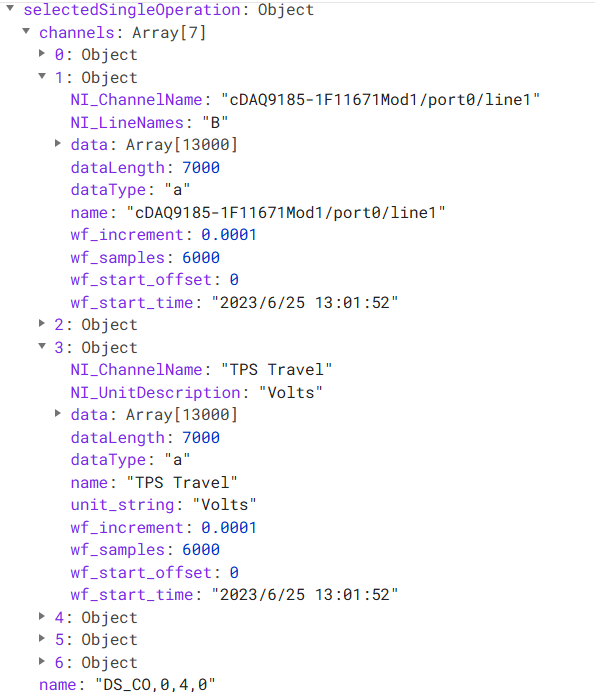 selectedSingleOperation: Object
channels: Array[7]
0: Object
1: Object
NI_ChannelName: "cDAQ9185-1F11671Mod1/port0/line1"
NI_LineNames: "B"
data: Array[13000]
dataLength: 7000
dataType: "a"
name: "cDAQ9185-1F11671Mod1/port0/line1"
wf_increment: 0.0001
wf_samples: 6000
wf_start_offset: 0
wf_start_time: "2023/6/25 13:01:52"
2: Object
3: Object
NI_ChannelName: "TPS Travel"
NI_UnitDescription: "Volts"
data: Array[13000]
dataLength: 7000
dataType: "a"
name: "TPS Travel"
unit_string: "Volts"
wf_increment: 0.0001
wf_samples: 6000
wf_start_offset: 0
wf_start_time: "2023/6/25 13:01:52"
4: Object
5: Object
6: Object
name: "DS_CO,0,4,0"